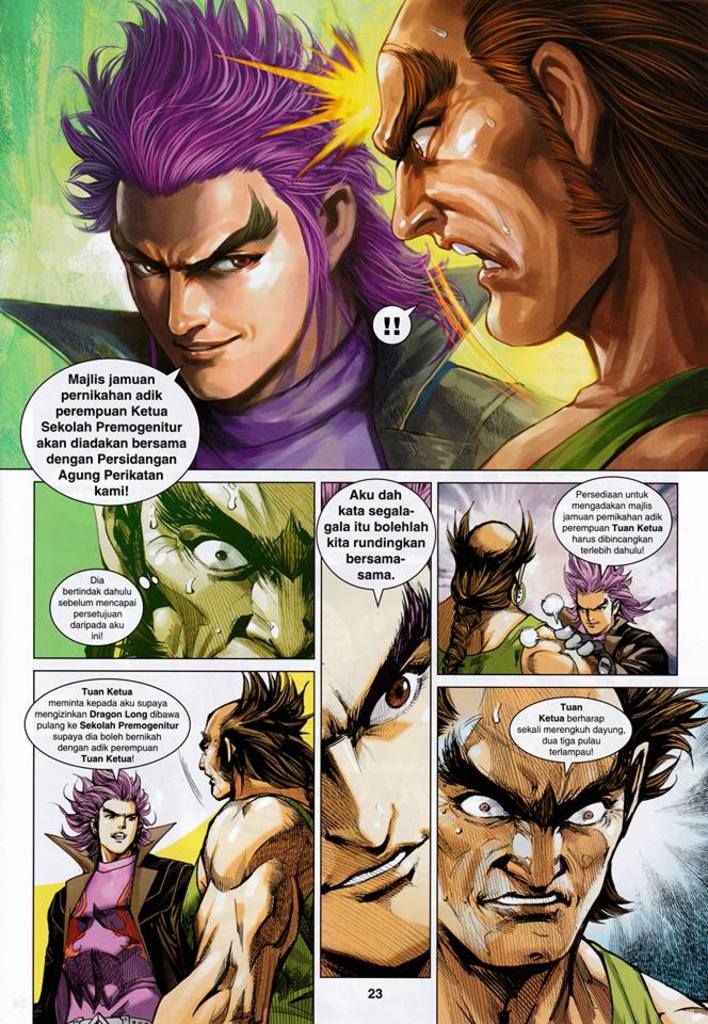 !!
Majlis jamuan
pernikahan adik
perempuan Ketua
Sekolah Premogenitur
akan diadakan bersama
dengan Persidangan
Agung Perikatan
kami!
Dia
bertindak dahulu
sebelum mencapai
persetujuan
daripada aku
ini!
Aku dah
kata segala-
gala itu bolehlah
kita rundingkan
bersama-
sama.
Persediaan untuk
mengadakan majlis
jamuan pernikahan adik
perempuan Tuan Ketua
harus dibincangkan
terlebih dahulu!
Tuan Ketua
meminta kepada aku supaya
mengizinkan Dragon Long dibawa
pulang ke Sekolah Premogenitur
supaya dia boleh bernikah
dengan adik perempuan
Tuan Ketua!
Tuan
Ketua berharap
sekali merengkuh dayung,
dua tiga pulau
terlampau!
23